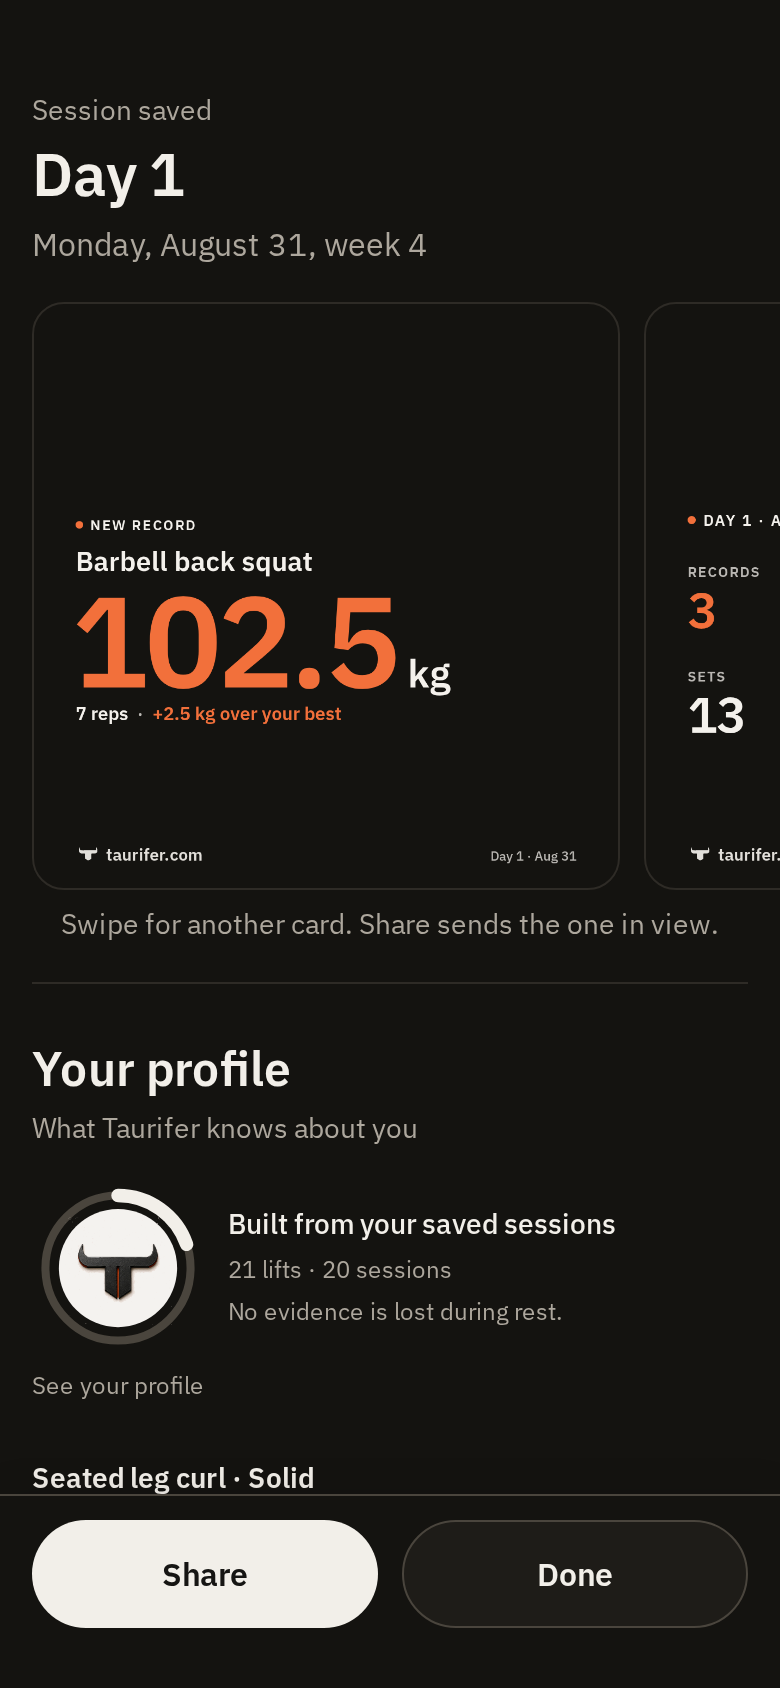 Session saved
Day 1
Monday, August 31, week 4
NEW RECORD
Barbell back squat
102.5 kg
7 reps · +2.5 kg over your best
taurifer.com
Day 1 · Aug 31
DAY 1 · A
RECORDS
3
SETS
13
taurifer.
Swipe for another card. Share sends the one in view.
Your profile
What Taurifer knows about you
Built from your saved sessions
21 lifts · 20 sessions
No evidence is lost during rest.
See your profile
Seated leg curl · Solid
Share
Done